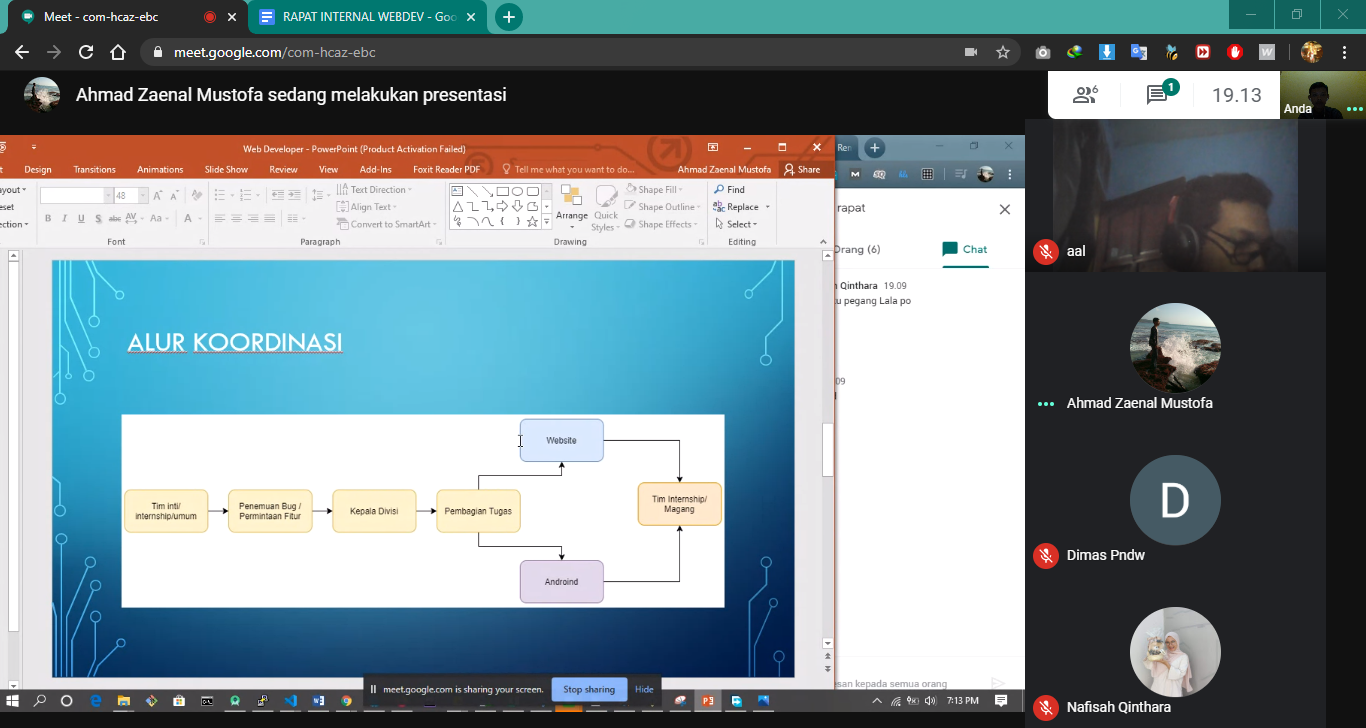 Meet - com-hcaz-ebc
RAPAT INTERNAL WEBDEV - Goo
meet.google.com/com-hcaz-ebc
Ahmad Zaenal Mustofa sedang melakukan presentasi
6
1
19.13
Anda
Web Developer - PowerPoint (Product Activation Failed)
Design Transitions Animations Slide Show Review View Add-Ins Foxit Reader PDF Tell me what you want to do... Ahmad Zaenal Mustofa Share
ayout
eset
ection
48
B I U S abc AV Aa A
Text Direction
Align Text
Convert to SmartArt
Arrange
Quick
Styles
Shape Fill
Shape Outline
Shape Effects
Find
Replace
Select
Font Paragraph Drawing Editing
ALUR KOORDINASI
Website
Tim inti/
internship/umum
Penemuan Bug /
Permintaan Fitur
Kepala Divisi
Pembagian Tugas
Tim Internship/
Magang
Androind
Ren
rapat
Orang (6)
Chat
Qinthara 19.09
tu pegang Lala po
09
esan kepada semua orang
meet.google.com is sharing your screen.
Stop sharing
Hide
7:13 PM
aal
Ahmad Zaenal Mustofa
D
Dimas Pndw
Nafisah Qinthara